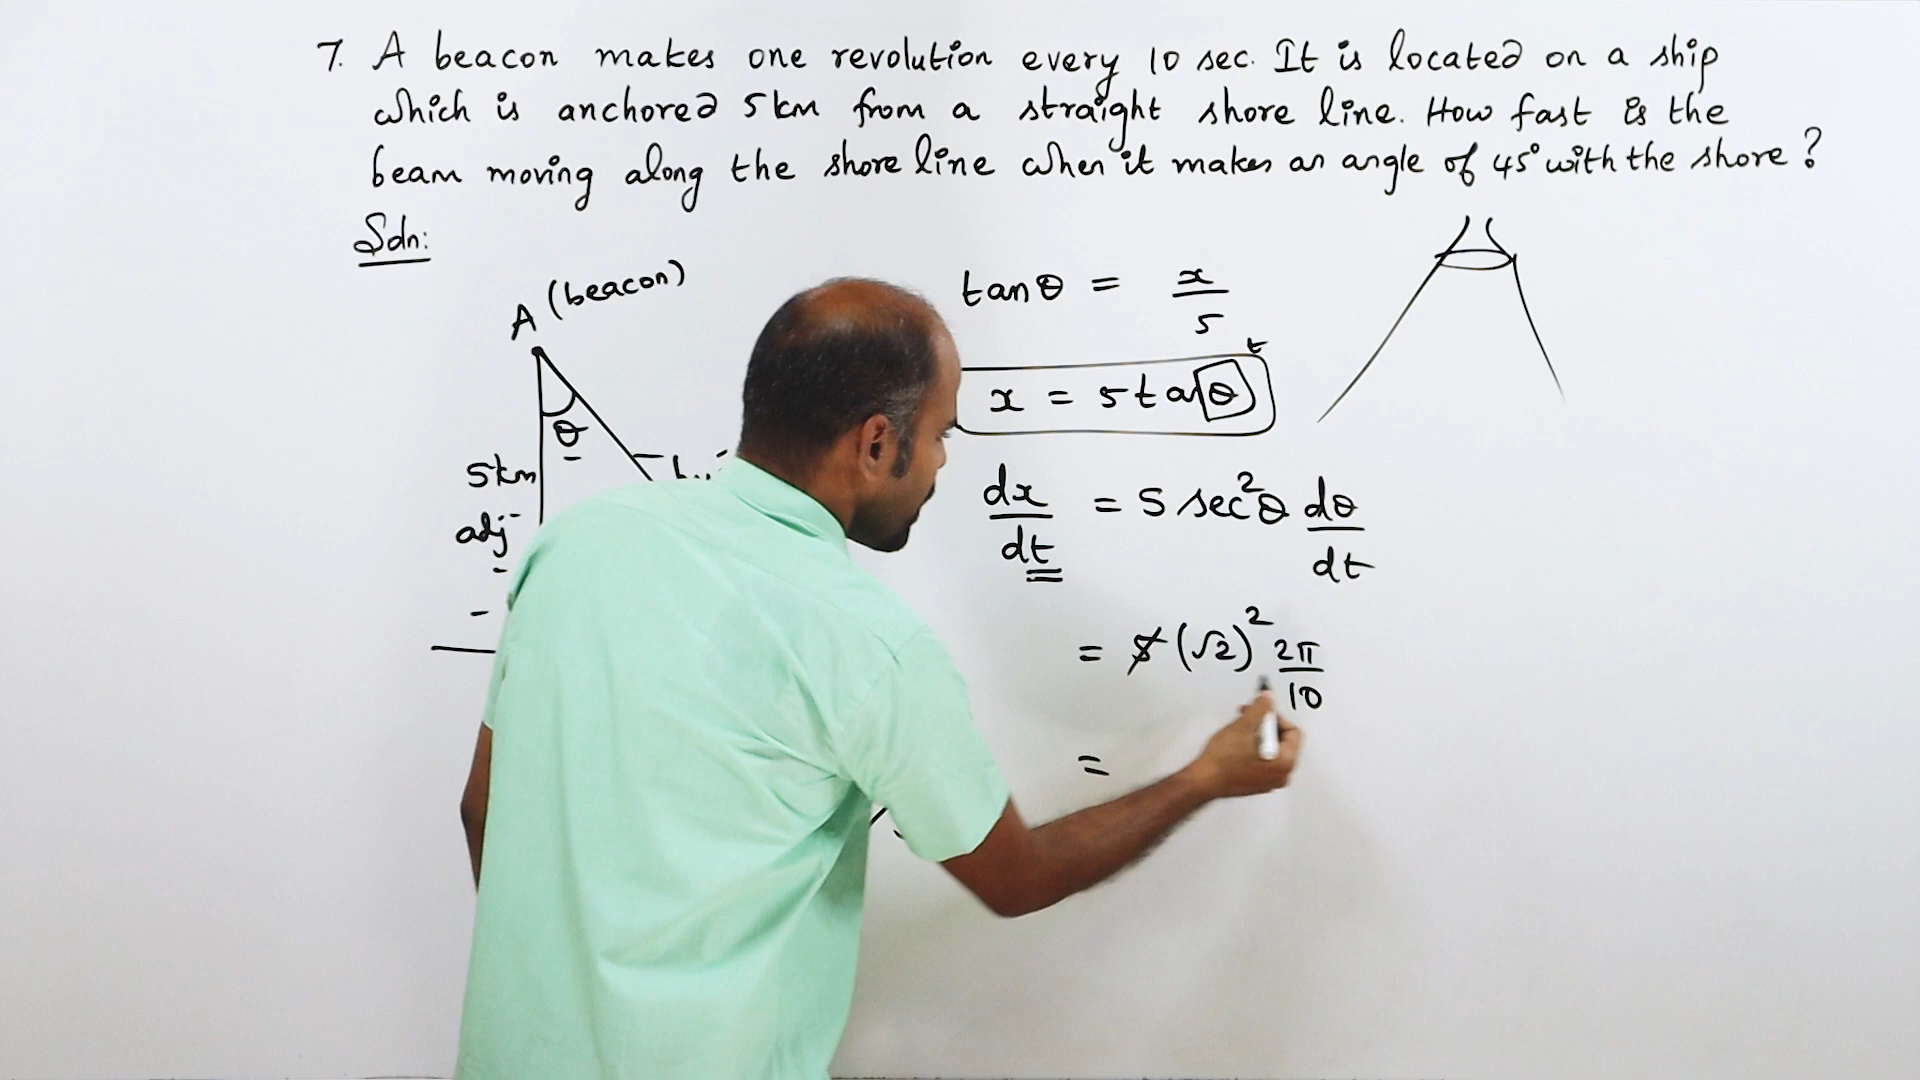 7. A beacon makes one revolution every 10 sec. It is located on a ship
which is anchored 5km from a straight shore line. How fast is the
beam moving along the shore line when it makes an angle of 45° with the shore?
Soln:
A (beacon)
θ
5km
adj
tanθ = x/5
x = 5tanθ
t
dx/dt = 5 sec²θ dθ/dt
= 5(√2)² 2π/10
=